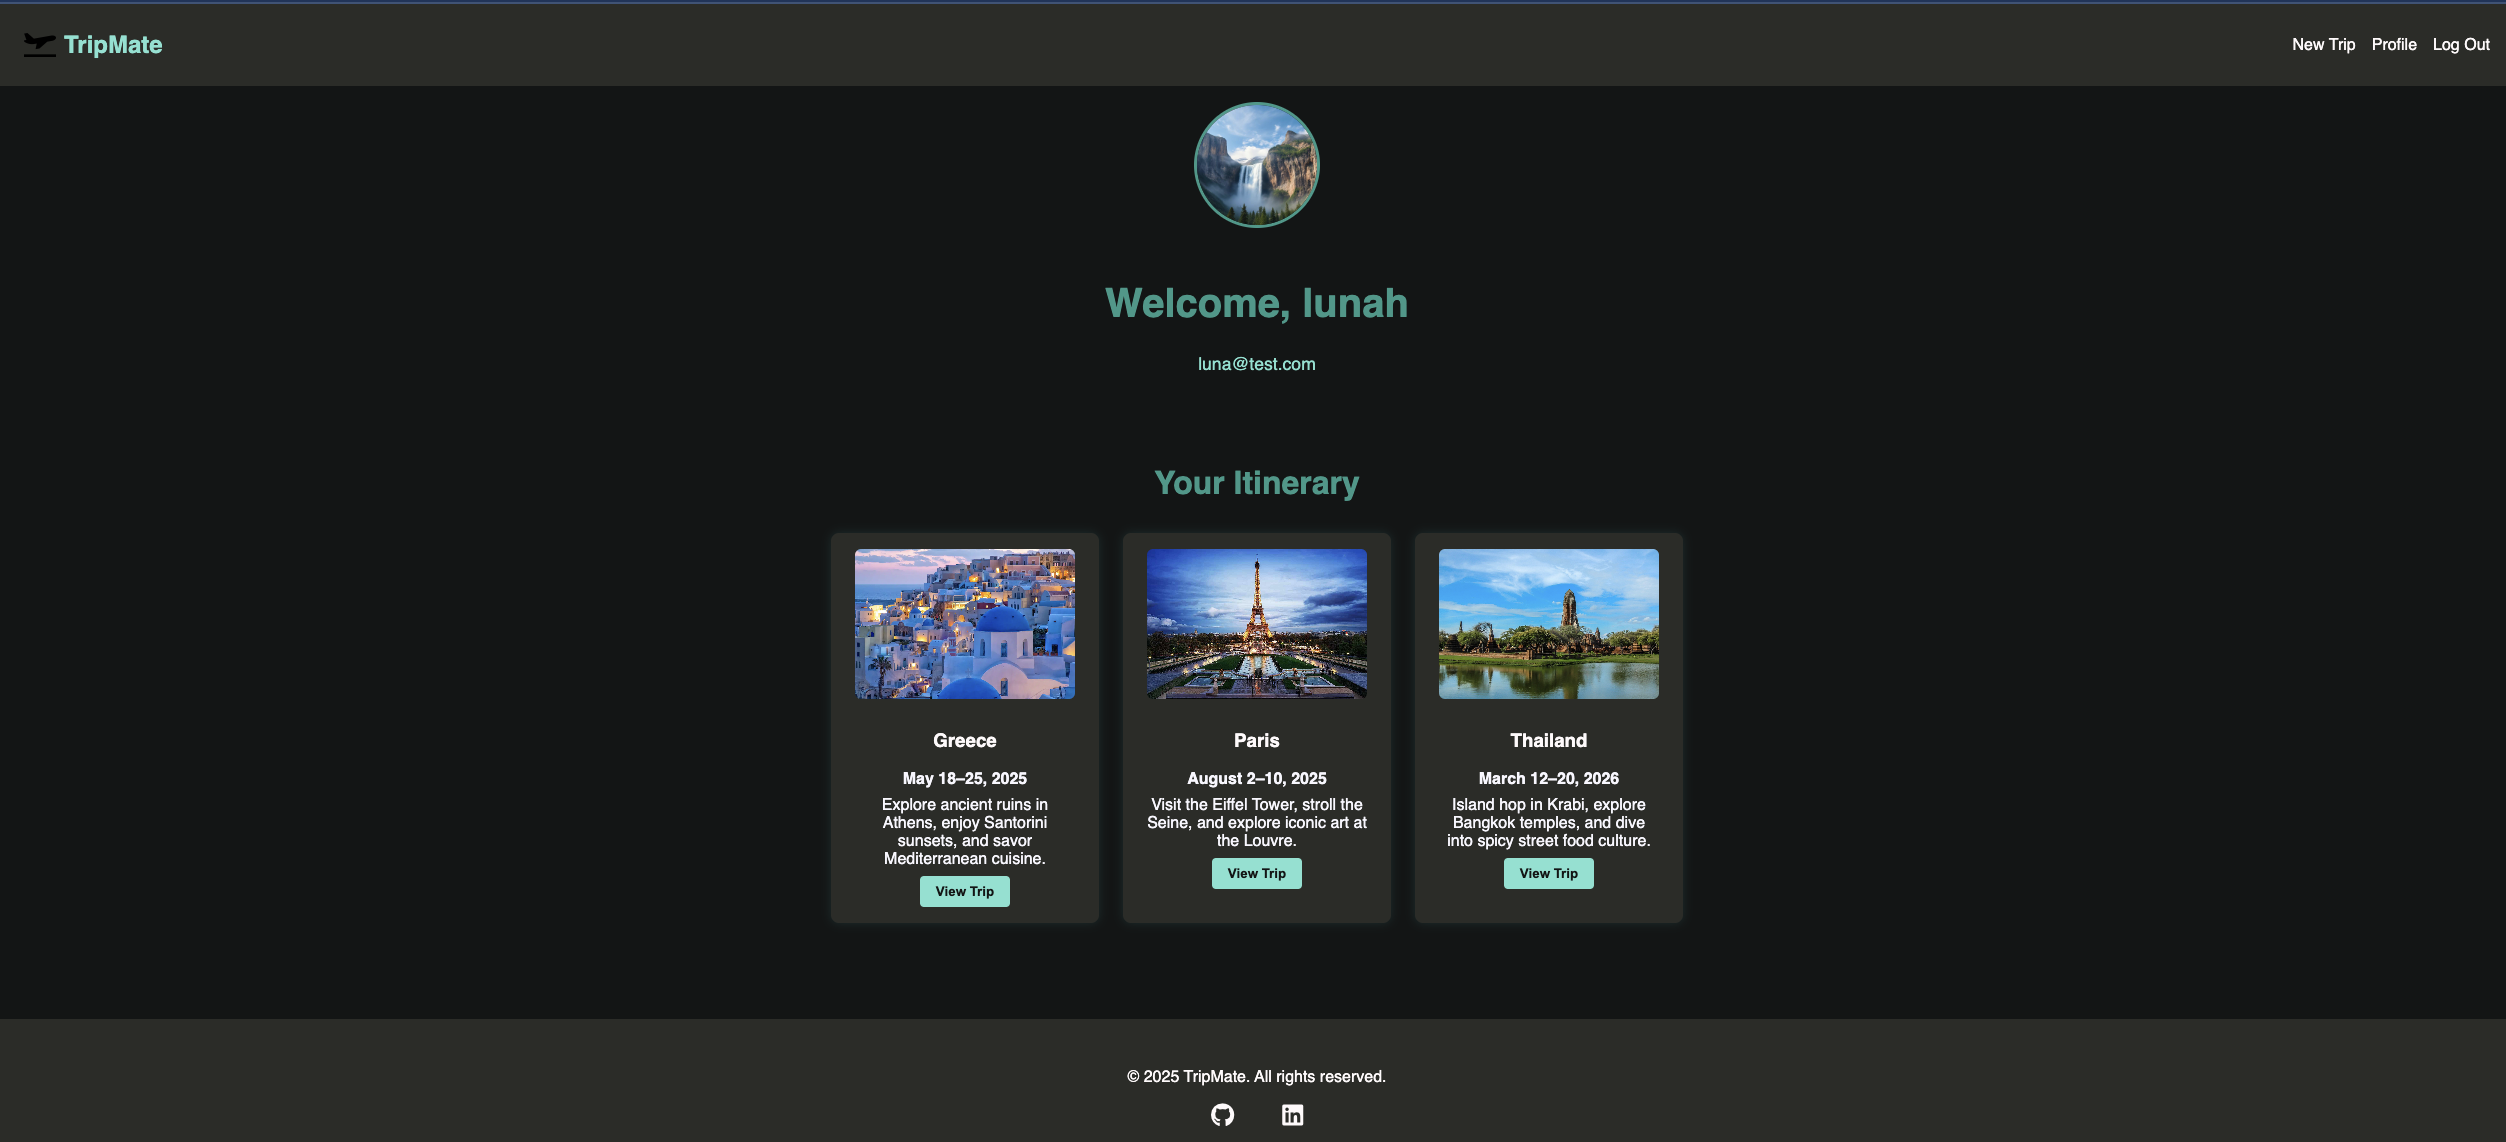 TripMate
New Trip Profile Log Out
Welcome, lunah
luna@test.com
Your Itinerary
Greece
May 18–25, 2025
Explore ancient ruins in
Athens, enjoy Santorini
sunsets, and savor
Mediterranean cuisine.
View Trip
Paris
August 2–10, 2025
Visit the Eiffel Tower, stroll the
Seine, and explore iconic art at
the Louvre.
View Trip
Thailand
March 12–20, 2026
Island hop in Krabi, explore
Bangkok temples, and dive
into spicy street food culture.
View Trip
© 2025 TripMate. All rights reserved.
in